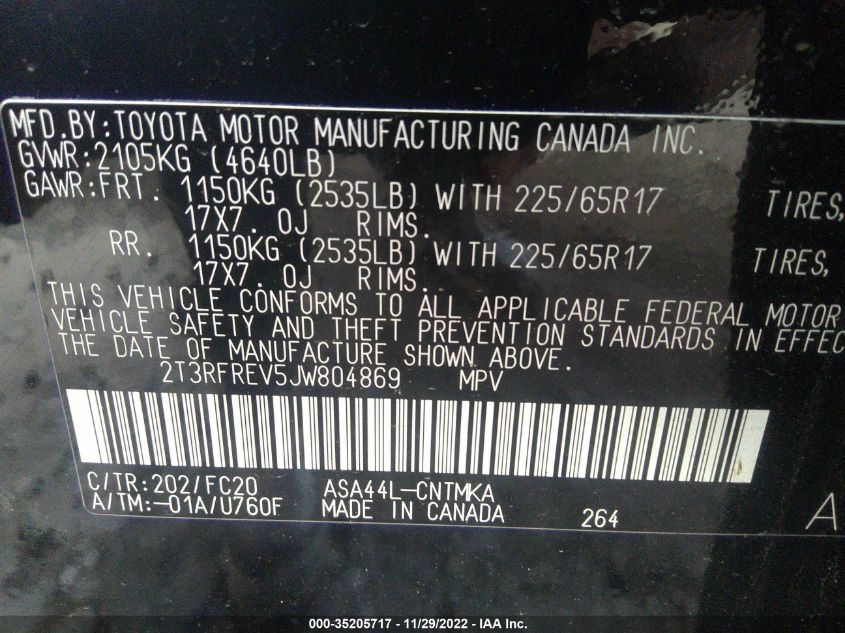 MFD.BY:TOYOTA MOTOR MANUFACTURING CANADA INC.
GVWR:2105KG (4640LB)
GAWR:FRT. 1150KG (2535LB) WITH 225/65R17 TIRES,
17X7.0J RIMS.
RR. 1150KG (2535LB) WITH 225/65R17 TIRES,
17X7.0J RIMS.
THIS VEHICLE CONFORMS TO ALL APPLICABLE FEDERAL MOTOR
VEHICLE SAFETY AND THEFT PREVENTION STANDARDS IN EFFEC
THE DATE OF MANUFACTURE SHOWN ABOVE.
2T3RFREV5JW804869 MPV
C/TR:202/FC20 ASA44L-CNTMKA
A/TM:-01A/U760F MADE IN CANADA 264 A
000-35205717 - 11/29/2022 - IAA Inc.